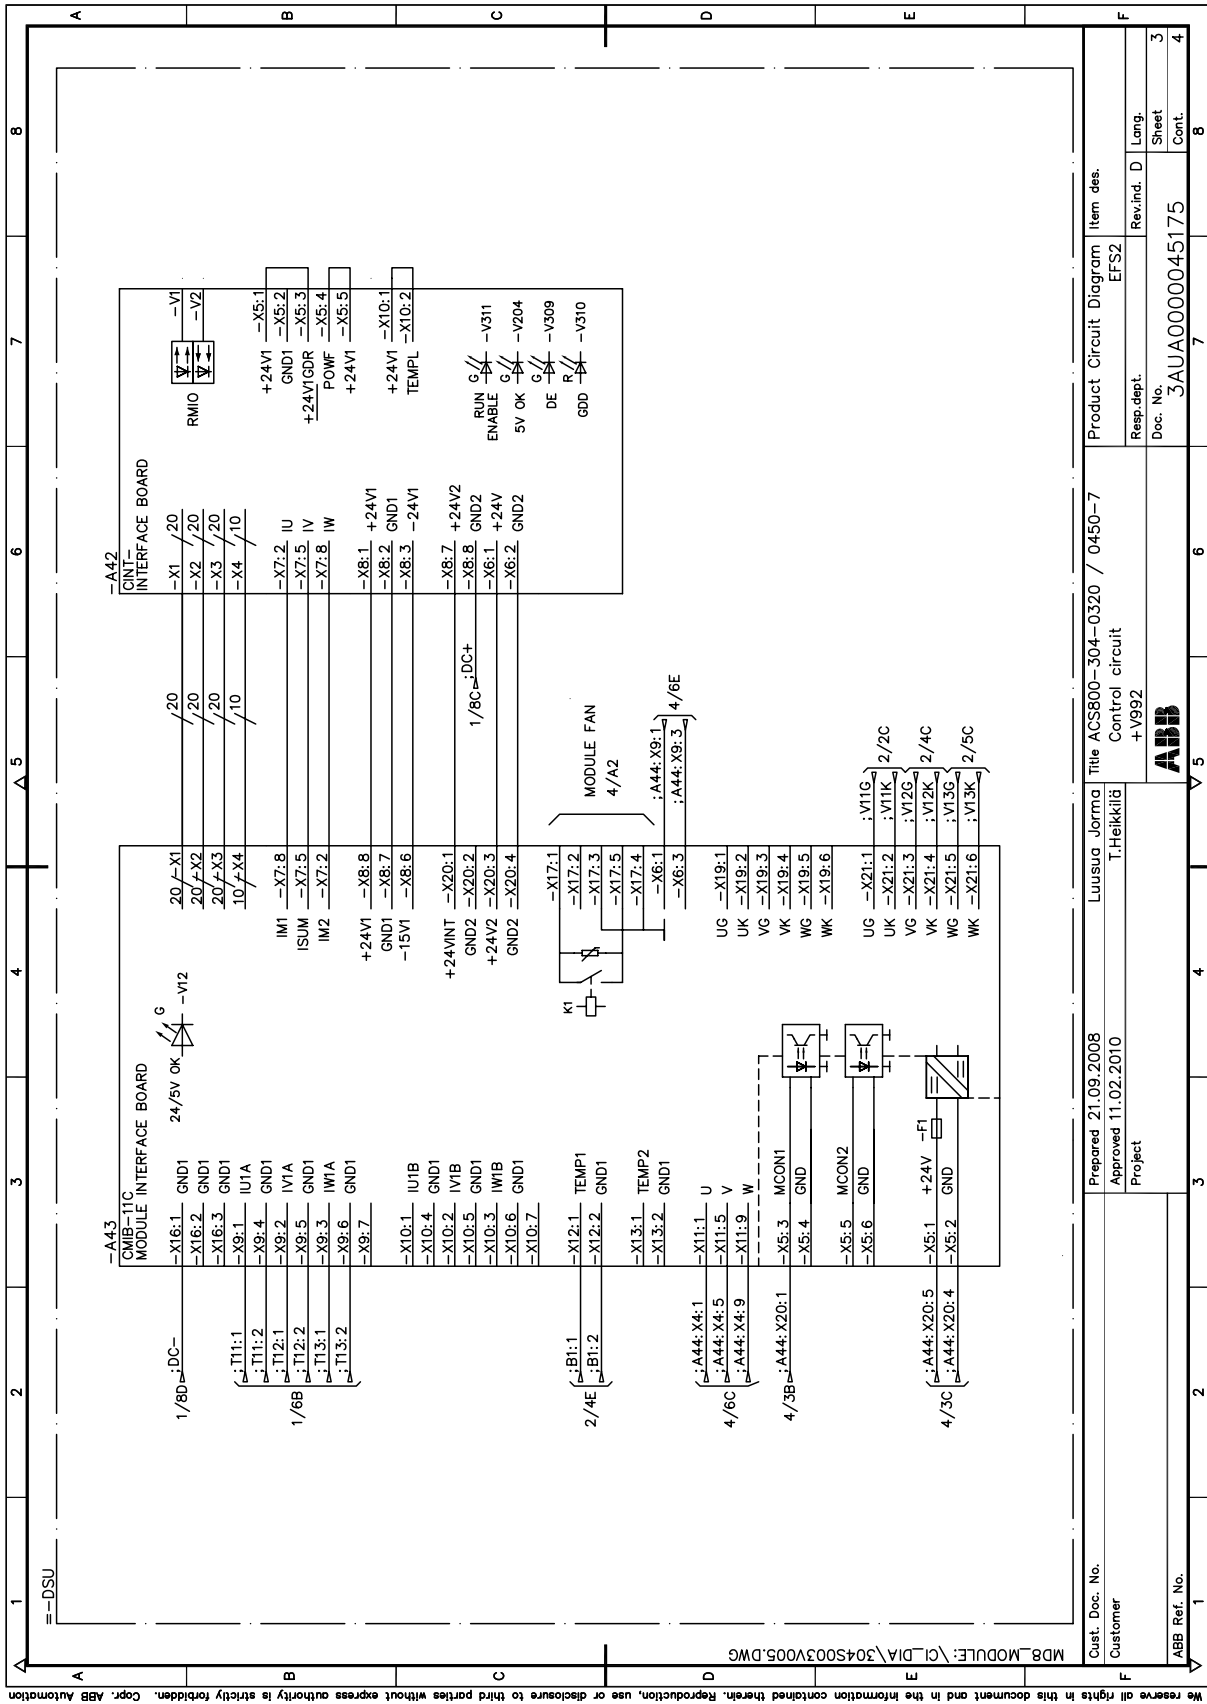 =-DSU
1
2
3
4
5
6
7
8
A
B
C
D
E
F
-A43
CMIB-11C
MODULE INTERFACE BOARD
1/8D
:DC-
-X16:1 GND1
-X16:2 GND1
-X16:3 GND1
1/6B
:T11:1 -X9:1 IU1A
:T11:2 -X9:4 GND1
:T12:1 -X9:2 IV1A
:T12:2 -X9:5 GND1
:T13:1 -X9:3 IW1A
:T13:2 -X9:6 GND1
-X9:7
-X10:1 IU1B
-X10:4 GND1
-X10:2 IV1B
-X10:5 GND1
-X10:3 IW1B
-X10:6 GND1
-X10:7
2/4E
:B1:1 -X12:1 TEMP1
:B1:2 -X12:2 GND1
-X13:1 TEMP2
-X13:2 GND1
4/6C
:A44:X4:1 -X11:1 U
:A44:X4:5 -X11:5 V
:A44:X4:9 -X11:9 W
4/3B :A44:X20:1 -X5:3 MCON1
-X5:4 GND
-X5:5 MCON2
-X5:6 GND
4/3C
:A44:X20:5 -X5:1 +24V -F1
:A44:X20:4 -X5:2 GND
24/5V OK G -V12
20 -X1
20 -X2
20 -X3
10 -X4
IM1 -X7:8
ISUM -X7:5
IM2 -X7:2
+24V1 -X8:8
GND1 -X8:7
-15V1 -X8:6
+24VINT -X20:1
GND2 -X20:2
+24V2 -X20:3
GND2 -X20:4
K1
-X17:1
-X17:2
-X17:3
-X17:5
-X17:4
MODULE FAN
4/A2
-X6:1 :A44:X9:1
-X6:3 :A44:X9:3
4/6E
UG -X19:1
UK -X19:2
VG -X19:3
VK -X19:4
WG -X19:5
WK -X19:6
UG -X21:1 :V11G
UK -X21:2 :V11K
2/2C
VG -X21:3 :V12G
VK -X21:4 :V12K
2/4C
WG -X21:5 :V13G
WK -X21:6 :V13K
2/5C
20
20
20
10
1/8C :DC+
-A42
CINT-
INTERFACE BOARD
-X1 20
-X2 20
-X3 20
-X4 10
-X7:2 IU
-X7:5 IV
-X7:8 IW
-X8:1 +24V1
-X8:2 GND1
-X8:3 -24V1
-X8:7 +24V2
-X8:8 GND2
-X6:1 +24V
-X6:2 GND2
RMIO
-V1
-V2
+24V1 -X5:1
GND1 -X5:2
+24V1GDR -X5:3
POWF -X5:4
+24V1 -X5:5
+24V1 -X10:1
TEMPL -X10:2
RUN
ENABLE G -V311
5V OK G -V204
DE G -V309
GDD R -V310
MD8_MODULE:\CI_DIA\304S003V005.DWG
Cust. Doc. No.
Customer
ABB Ref. No.
Prepared 21.09.2008 Luusua Jorma
Approved 11.02.2010 T.Heikkilä
Project
Title ACS800-304-0320 / 0450-7
Control circuit
+V992
ABB
Product Circuit Diagram
EFS2
Item des.
Resp.dept.
Rev.ind. D
Lang.
Doc. No.
3AUA0000045175
Sheet 3
Cont. 4
1
2
3
4
5
6
7
8
A
B
C
D
E
F
We reserve all rights in this document and in the information contained therein. Reproduction, use or disclosure to third parties without express authority is strictly forbidden. Copr. ABB Automation